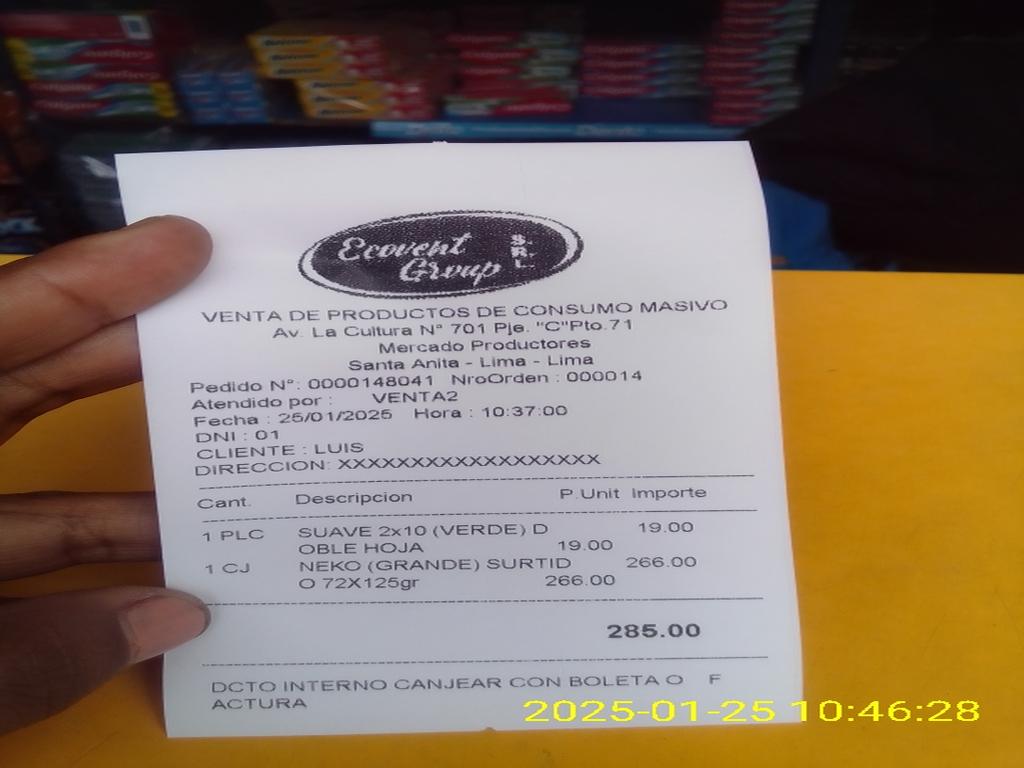 Ecovent
Group
S.R.L.
VENTA DE PRODUCTOS DE CONSUMO MASIVO
Av. La Cultura N° 701 Pje. "C"Pto.71
Mercado Productores
Santa Anita - Lima - Lima
Pedido N°: 0000148041 NroOrden : 000014
Atendido por : VENTA2
Fecha : 25/01/2025 Hora : 10:37:00
DNI : 01
CLIENTE : LUIS
DIRECCION: XXXXXXXXXXXXXXXXXX
Cant. Descripcion P.Unit Importe
1 PLC SUAVE 2x10 (VERDE) D 19.00
OBLE HOJA 19.00
1 CJ NEKO (GRANDE) SURTID 266.00
O 72X125gr 266.00
285.00
DCTO INTERNO CANJEAR CON BOLETA O F
ACTURA
2025-01-25 10:46:28